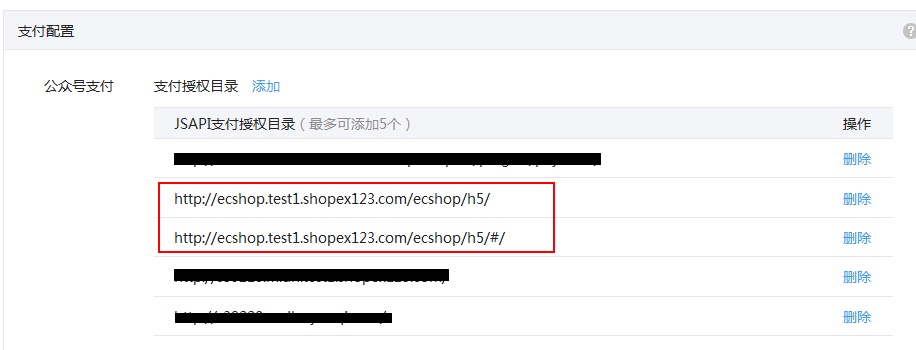 支付配置
?
公众号支付 支付授权目录 添加
JSAPI支付授权目录（最多可添加5个） 操作
删除
http://ecshop.test1.shopex123.com/ecshop/h5/ 删除
http://ecshop.test1.shopex123.com/ecshop/h5/#/ 删除
删除
删除